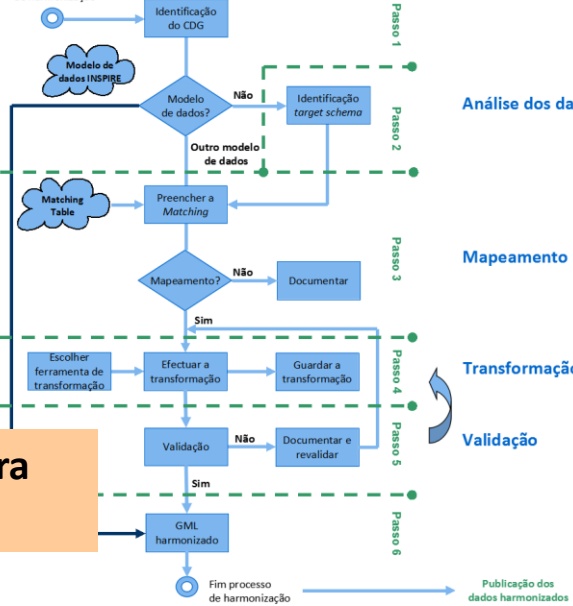 Identificação
do CDG
Passo 1
Modelo de
dados INSPIRE
Modelo
de dados?
Não
Identificação
target schema
Passo 2
Análise dos da
Outro modelo
de dados
Matching
Table
Preencher a
Matching
Passo 3
Mapeamento?
Não
Documentar
Mapeamento
Sim
Escolher
ferramenta de
transformação
Efectuar a
transformação
Guardar a
transformação
Passo 4
Transformação
Validação
Não
Documentar e
revalidar
Passo 5
Validação
ra
Sim
GML
harmonizado
Passo 6
Fim processo
de harmonização
Publicação dos
dados harmonizados